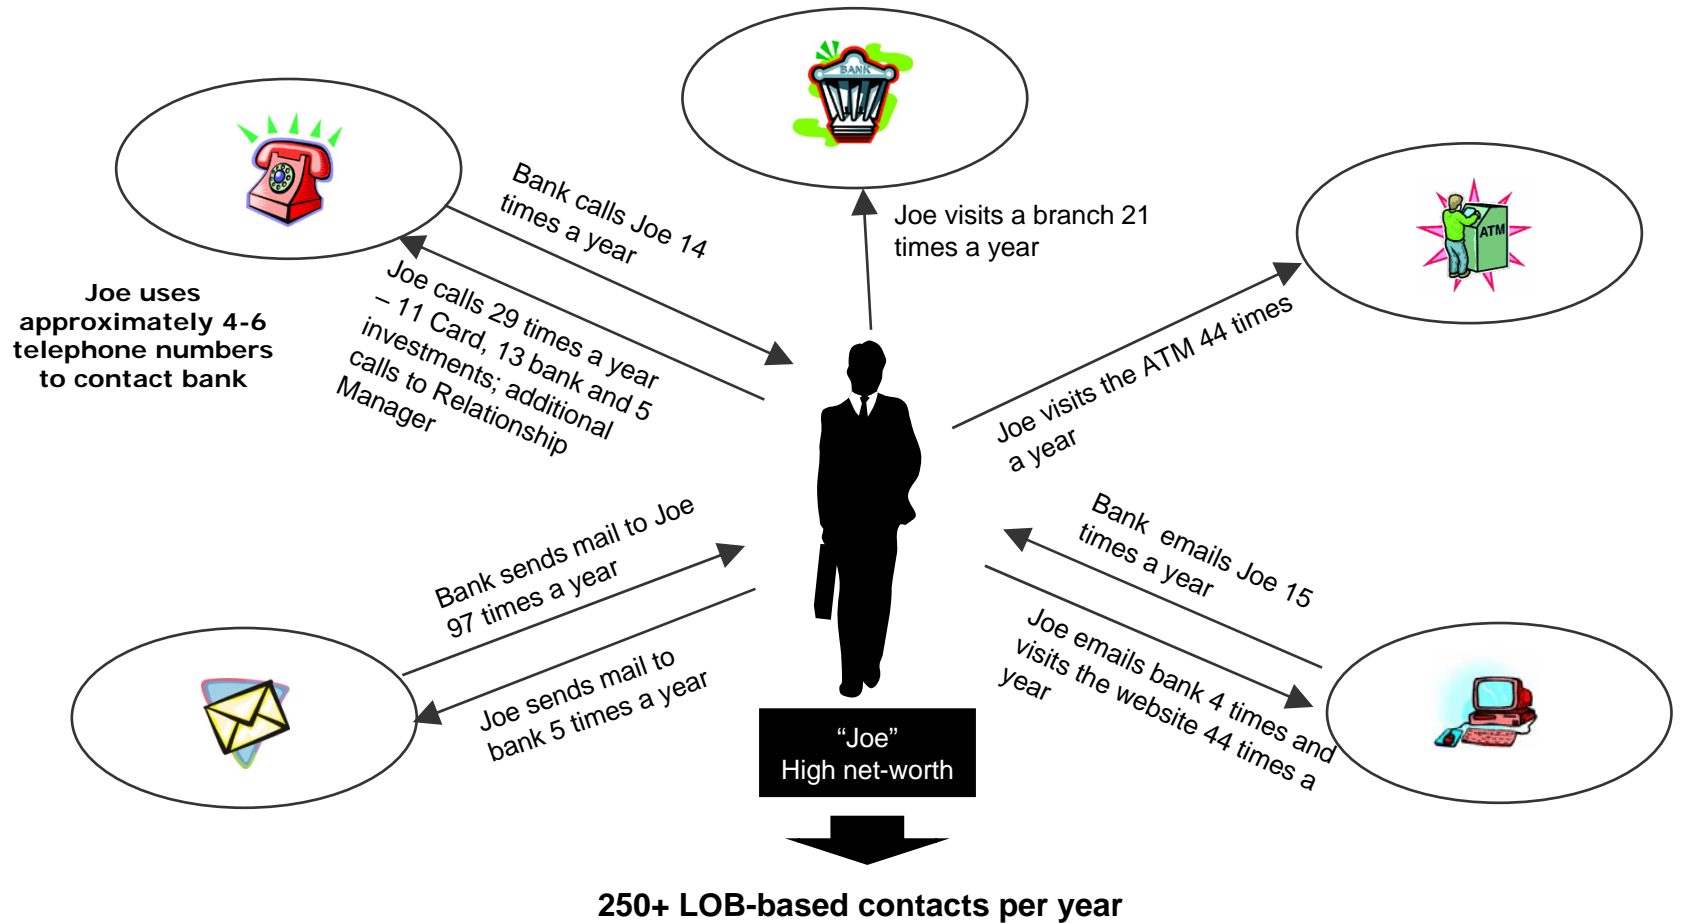 BANK
Bank calls Joe 14
times a year
Joe visits a branch 21
times a year
ATM
Joe uses
approximately 4-6
telephone numbers
to contact bank
Joe calls 29 times a year
– 11 Card, 13 bank and 5
investments; additional
calls to Relationship
Manager
Joe visits the ATM 44 times
a year
Bank sends mail to Joe
97 times a year
Joe sends mail to
bank 5 times a year
Bank  emails Joe 15
times a year
Joe emails bank 4 times and
visits the website 44 times a
year
“Joe”
High net-worth
250+ LOB-based contacts per year